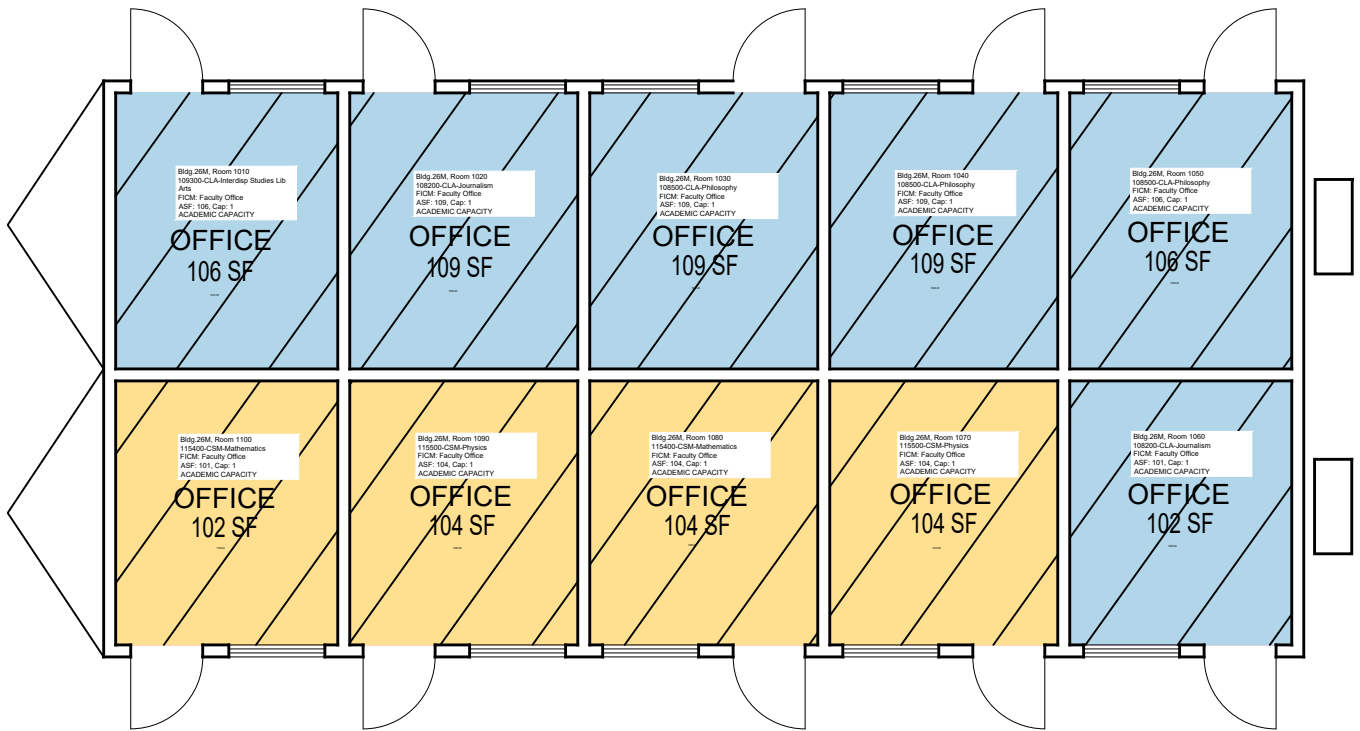 Bldg.26M, Room 1010
109300-CLA-Interdisp Studies Lib
Arts
FICM: Faculty Office
ASF: 106, Cap: 1
ACADEMIC CAPACITY
OFFICE
106 SF
Bldg.26M, Room 1020
108200-CLA-Journalism
FICM: Faculty Office
ASF: 109, Cap: 1
ACADEMIC CAPACITY
OFFICE
109 SF
Bldg.26M, Room 1030
108500-CLA-Philosophy
FICM: Faculty Office
ASF: 109, Cap: 1
ACADEMIC CAPACITY
OFFICE
109 SF
Bldg.26M, Room 1040
108500-CLA-Philosophy
FICM: Faculty Office
ASF: 109, Cap: 1
ACADEMIC CAPACITY
OFFICE
109 SF
Bldg.26M, Room 1050
108500-CLA-Philosophy
FICM: Faculty Office
ASF: 106, Cap: 1
ACADEMIC CAPACITY
OFFICE
106 SF
Bldg.26M, Room 1100
115400-CSM-Mathematics
FICM: Faculty Office
ASF: 101, Cap: 1
ACADEMIC CAPACITY
OFFICE
102 SF
Bldg.26M, Room 1090
115500-CSM-Physics
FICM: Faculty Office
ASF: 104, Cap: 1
ACADEMIC CAPACITY
OFFICE
104 SF
Bldg.26M, Room 1080
115400-CSM-Mathematics
FICM: Faculty Office
ASF: 104, Cap: 1
ACADEMIC CAPACITY
OFFICE
104 SF
Bldg.26M, Room 1070
115500-CSM-Physics
FICM: Faculty Office
ASF: 104, Cap: 1
ACADEMIC CAPACITY
OFFICE
104 SF
Bldg.26M, Room 1060
108200-CLA-Journalism
FICM: Faculty Office
ASF: 101, Cap: 1
ACADEMIC CAPACITY
OFFICE
102 SF